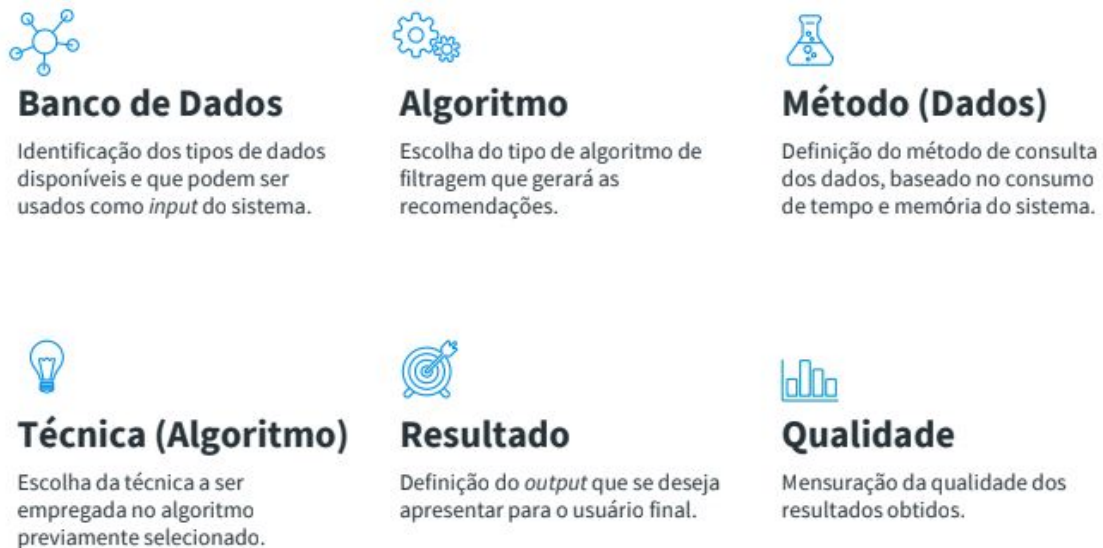 Banco de Dados
Identificação dos tipos de dados
disponíveis e que podem ser
usados como input do sistema.
Algoritmo
Escolha do tipo de algoritmo de
filtragem que gerará as
recomendações.
Método (Dados)
Definição do método de consulta
dos dados, baseado no consumo
de tempo e memória do sistema.
Técnica (Algoritmo)
Escolha da técnica a ser
empregada no algoritmo
previamente selecionado.
Resultado
Definição do output que se deseja
apresentar para o usuário final.
Qualidade
Mensuração da qualidade dos
resultados obtidos.